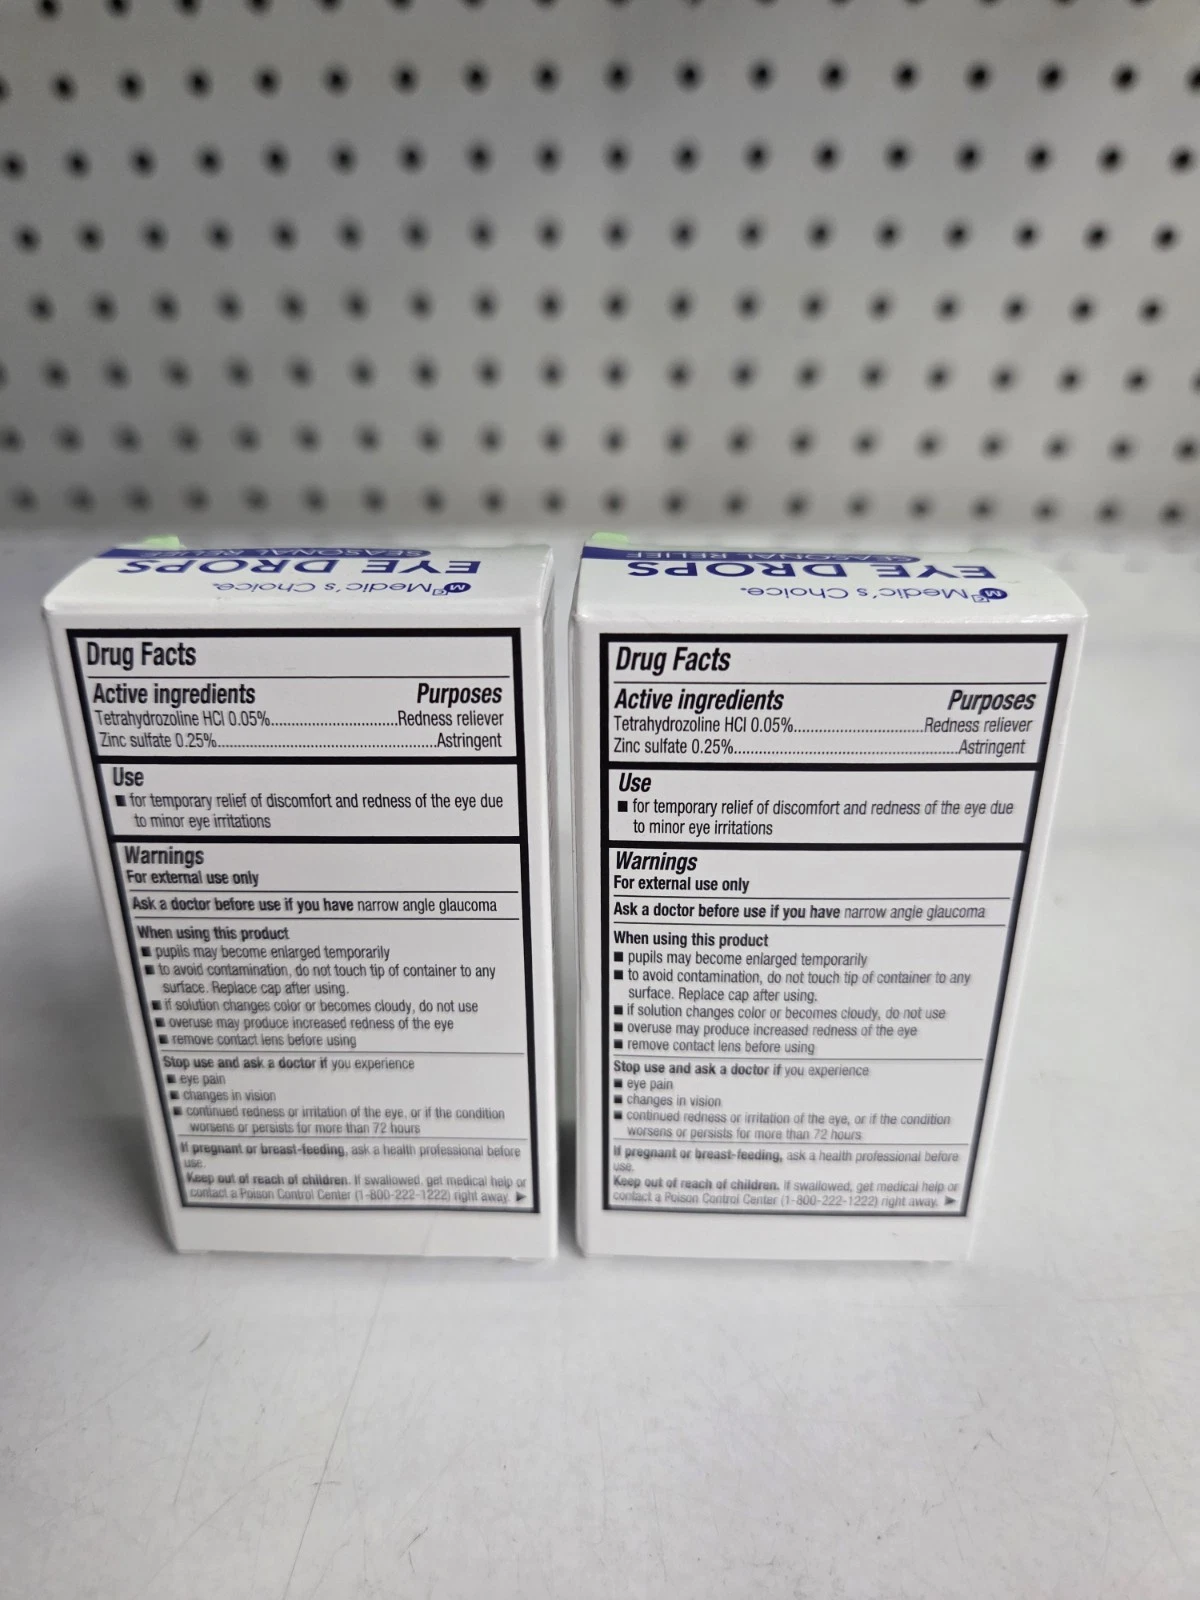 SEASONAL RELIEF
EYE DROPS
M Medic's Choice.
Drug Facts
Active ingredients Purposes
Tetrahydrozoline HCl 0.05%..............................Redness reliever
Zinc sulfate 0.25%....................................................Astringent
Use
■ for temporary relief of discomfort and redness of the eye due
to minor eye irritations
Warnings
For external use only
Ask a doctor before use if you have narrow angle glaucoma
When using this product
■ pupils may become enlarged temporarily
■ to avoid contamination, do not touch tip of container to any
surface. Replace cap after using.
■ if solution changes color or becomes cloudy, do not use
■ overuse may produce increased redness of the eye
■ remove contact lens before using
Stop use and ask a doctor if you experience
■ eye pain
■ changes in vision
■ continued redness or irritation of the eye, or if the condition
worsens or persists for more than 72 hours
If pregnant or breast-feeding, ask a health professional before
use.
Keep out of reach of children. If swallowed, get medical help or
contact a Poison Control Center (1-800-222-1222) right away. ►
SEASONAL RELIEF
EYE DROPS
M Medic's Choice.
Drug Facts
Active ingredients Purposes
Tetrahydrozoline HCl 0.05%..............................Redness reliever
Zinc sulfate 0.25%....................................................Astringent
Use
■ for temporary relief of discomfort and redness of the eye due
to minor eye irritations
Warnings
For external use only
Ask a doctor before use if you have narrow angle glaucoma
When using this product
■ pupils may become enlarged temporarily
■ to avoid contamination, do not touch tip of container to any
surface. Replace cap after using.
■ if solution changes color or becomes cloudy, do not use
■ overuse may produce increased redness of the eye
■ remove contact lens before using
Stop use and ask a doctor if you experience
■ eye pain
■ changes in vision
■ continued redness or irritation of the eye, or if the condition
worsens or persists for more than 72 hours
If pregnant or breast-feeding, ask a health professional before
use.
Keep out of reach of children. If swallowed, get medical help or
contact a Poison Control Center (1-800-222-1222) right away. ►